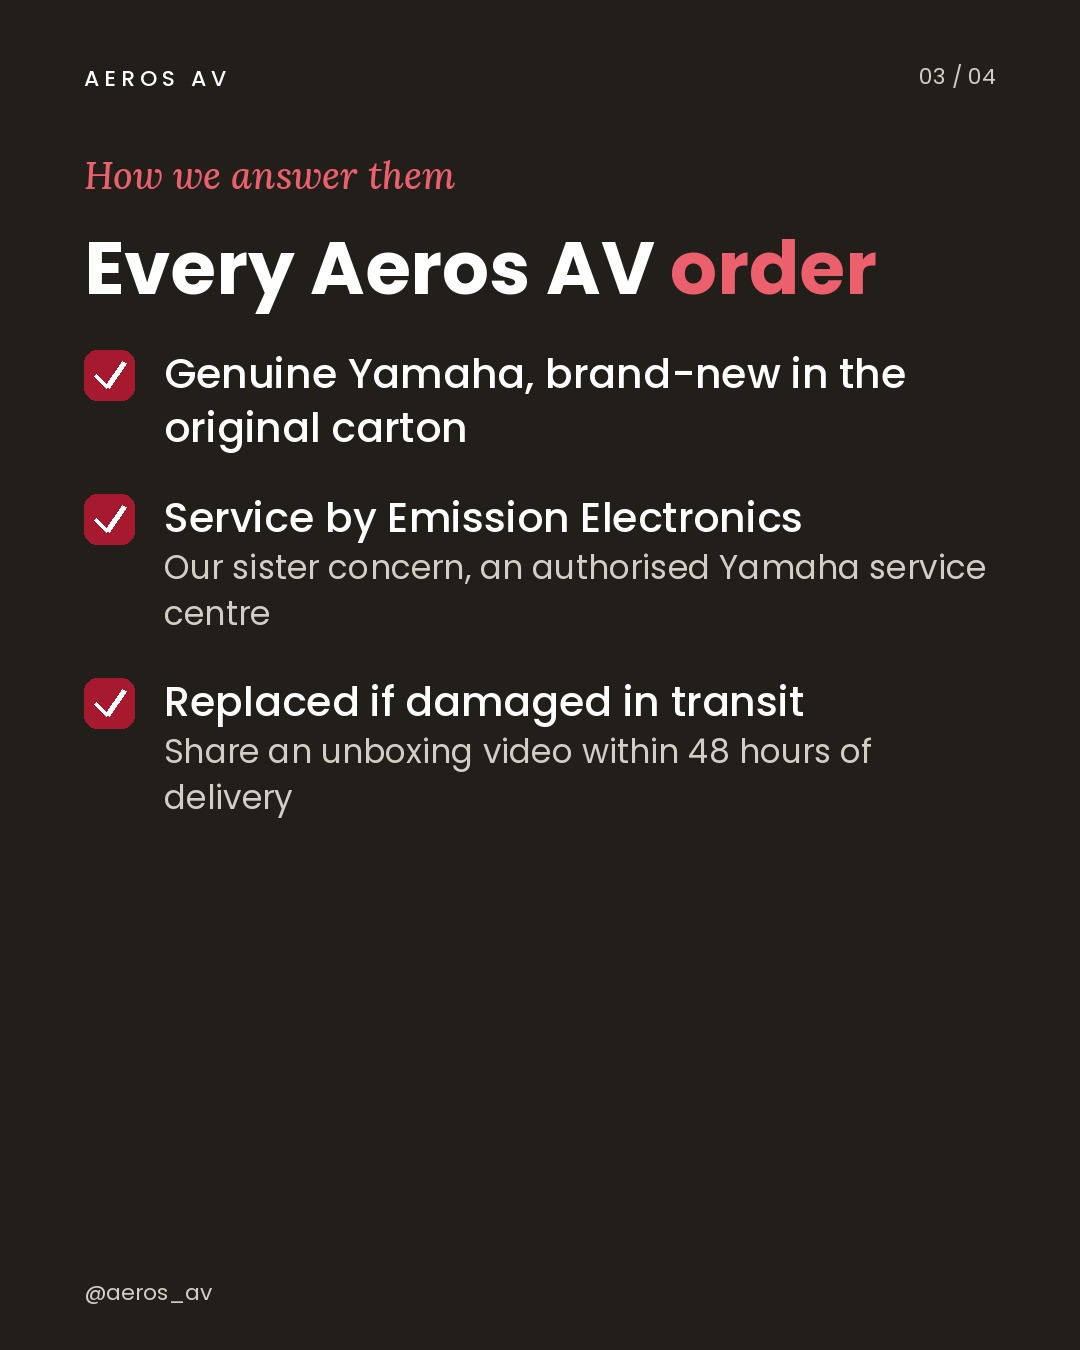 AEROS AV
03 / 04
How we answer them
Every Aeros AV order
Genuine Yamaha, brand-new in the
original carton
Service by Emission Electronics
Our sister concern, an authorised Yamaha service
centre
Replaced if damaged in transit
Share an unboxing video within 48 hours of
delivery
@aeros_av